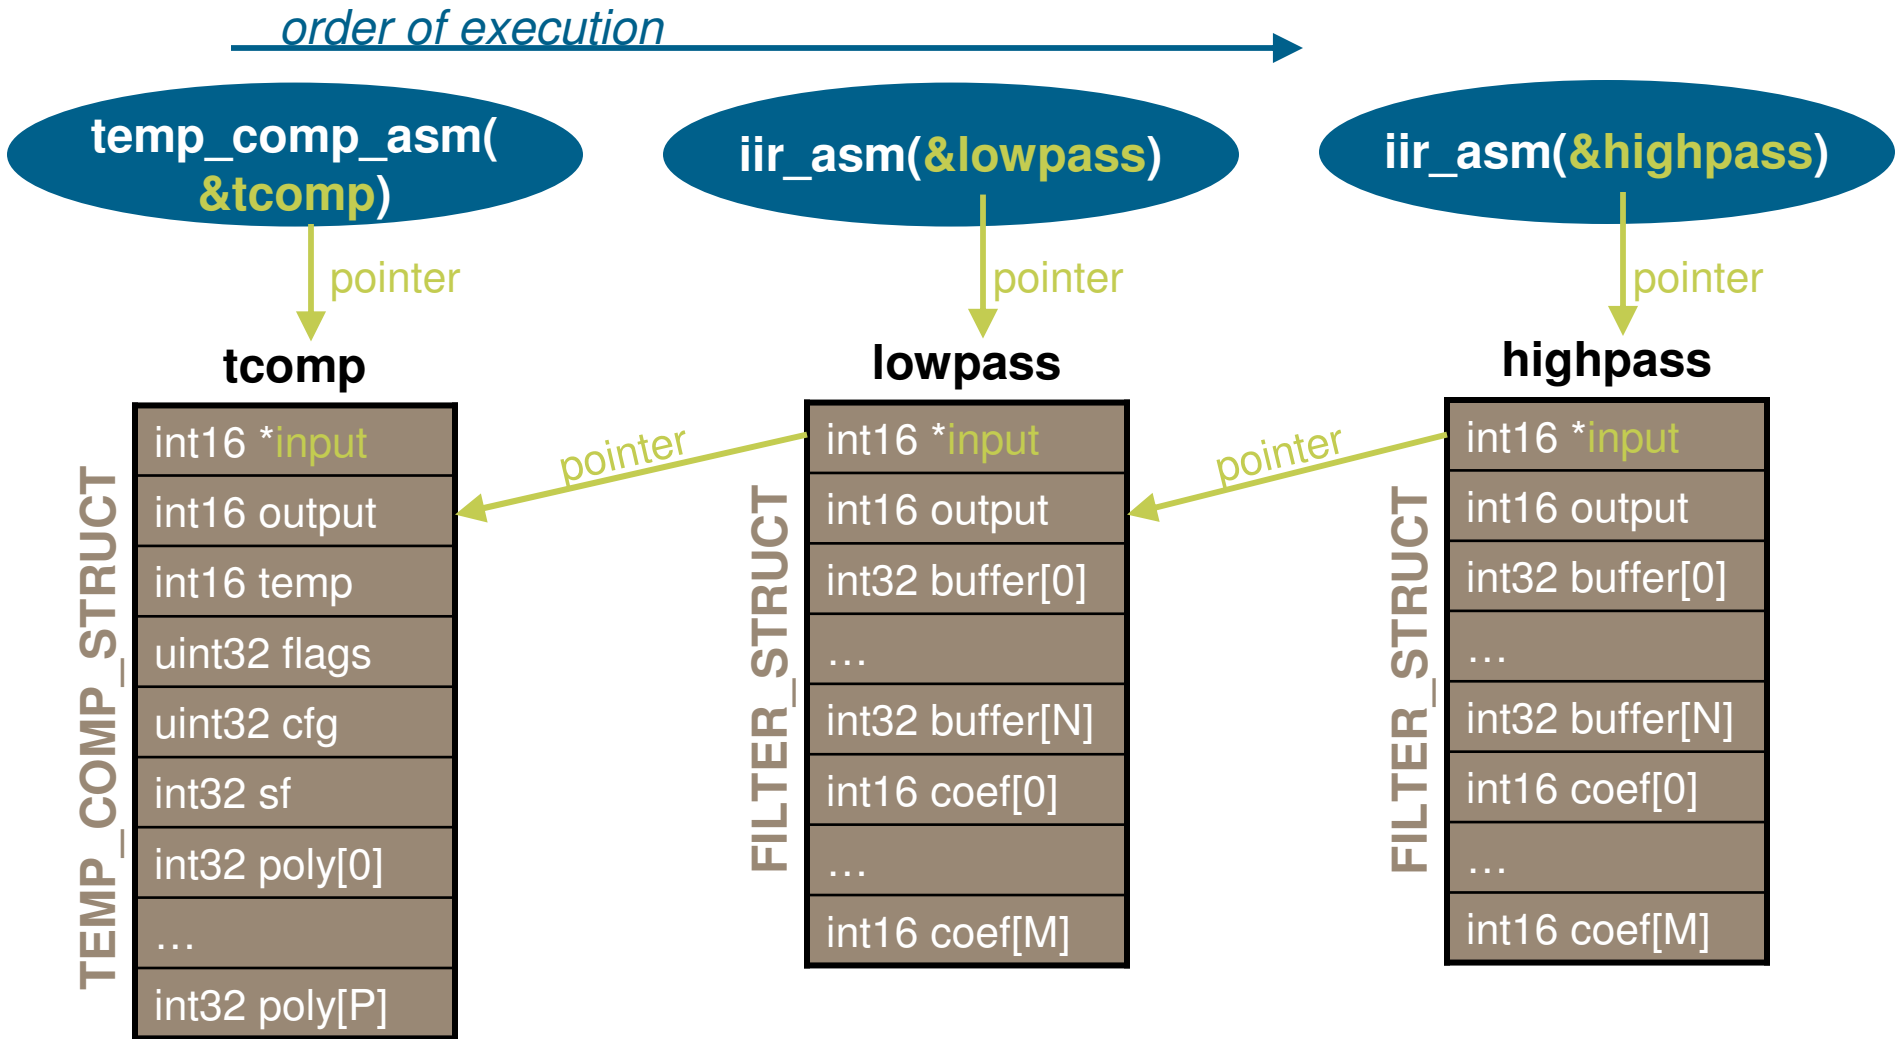 order of execution
temp_comp_asm(
&tcomp)
iir_asm(&lowpass)
iir_asm(&highpass)
pointer
pointer
pointer
tcomp
lowpass
highpass
TEMP_COMP_STRUCT
int16 *input
int16 output
int16 temp
uint32 flags
uint32 cfg
int32 sf
int32 poly[0]
…
int32 poly[P]
pointer
FILTER_STRUCT
int16 *input
int16 output
int32 buffer[0]
…
int32 buffer[N]
int16 coef[0]
…
int16 coef[M]
pointer
FILTER_STRUCT
int16 *input
int16 output
int32 buffer[0]
…
int32 buffer[N]
int16 coef[0]
…
int16 coef[M]